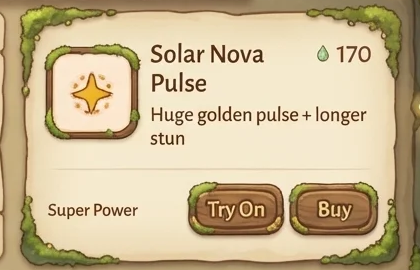 Solar Nova
Pulse
170
Huge golden pulse + longer
stun
Super Power
Try On
Buy